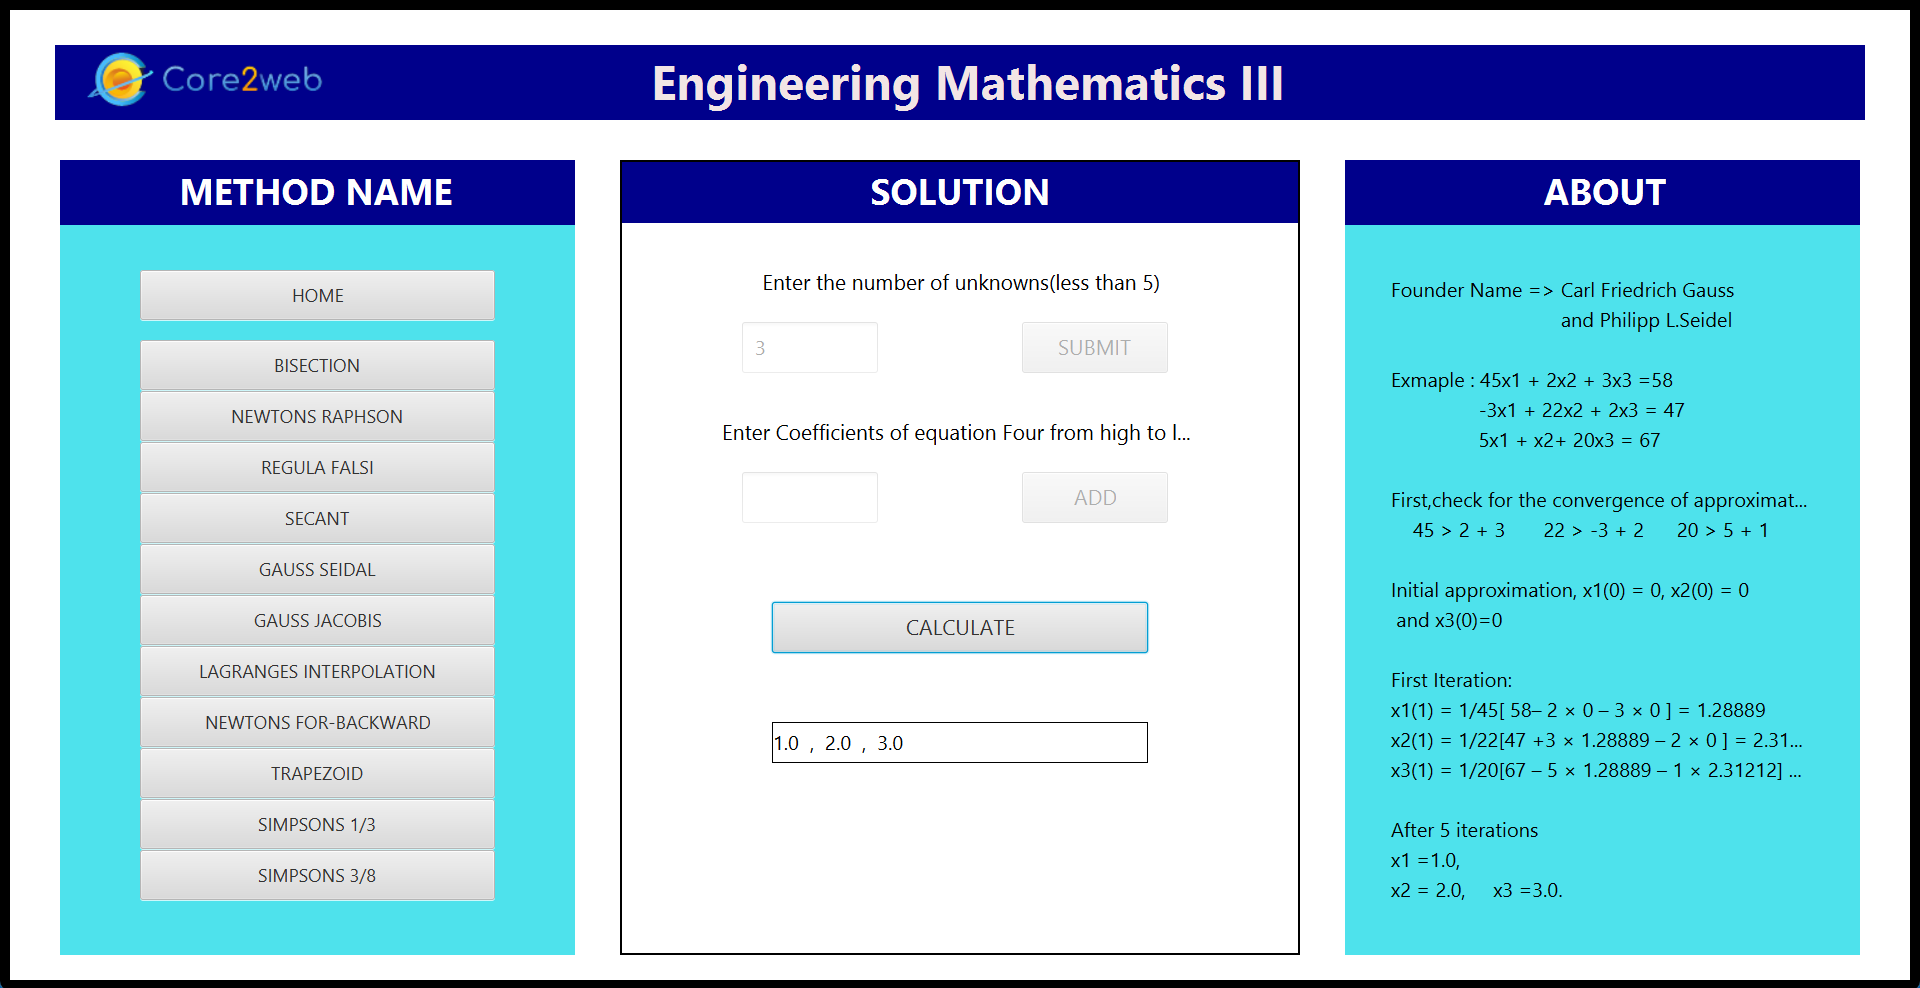 Core2web
Engineering Mathematics III
METHOD NAME
HOME
BISECTION
NEWTONS RAPHSON
REGULA FALSI
SECANT
GAUSS SEIDAL
GAUSS JACOBIS
LAGRANGES INTERPOLATION
NEWTONS FOR-BACKWARD
TRAPEZOID
SIMPSONS 1/3
SIMPSONS 3/8
SOLUTION
Enter the number of unknowns(less than 5)
3
SUBMIT
Enter Coefficients of equation Four from high to l...
ADD
CALCULATE
1.0 , 2.0 , 3.0
ABOUT
Founder Name => Carl Friedrich Gauss
and Philipp L.Seidel
Exmaple : 45x1 + 2x2 + 3x3 =58
-3x1 + 22x2 + 2x3 = 47
5x1 + x2+ 20x3 = 67
First,check for the convergence of approximat...
45 > 2 + 3 22 > -3 + 2 20 > 5 + 1
Initial approximation, x1(0) = 0, x2(0) = 0
and x3(0)=0
First Iteration:
x1(1) = 1/45[ 58– 2 × 0 – 3 × 0 ] = 1.28889
x2(1) = 1/22[47 +3 × 1.28889 – 2 × 0 ] = 2.31...
x3(1) = 1/20[67 – 5 × 1.28889 – 1 × 2.31212] ...
After 5 iterations
x1 =1.0,
x2 = 2.0, x3 =3.0.